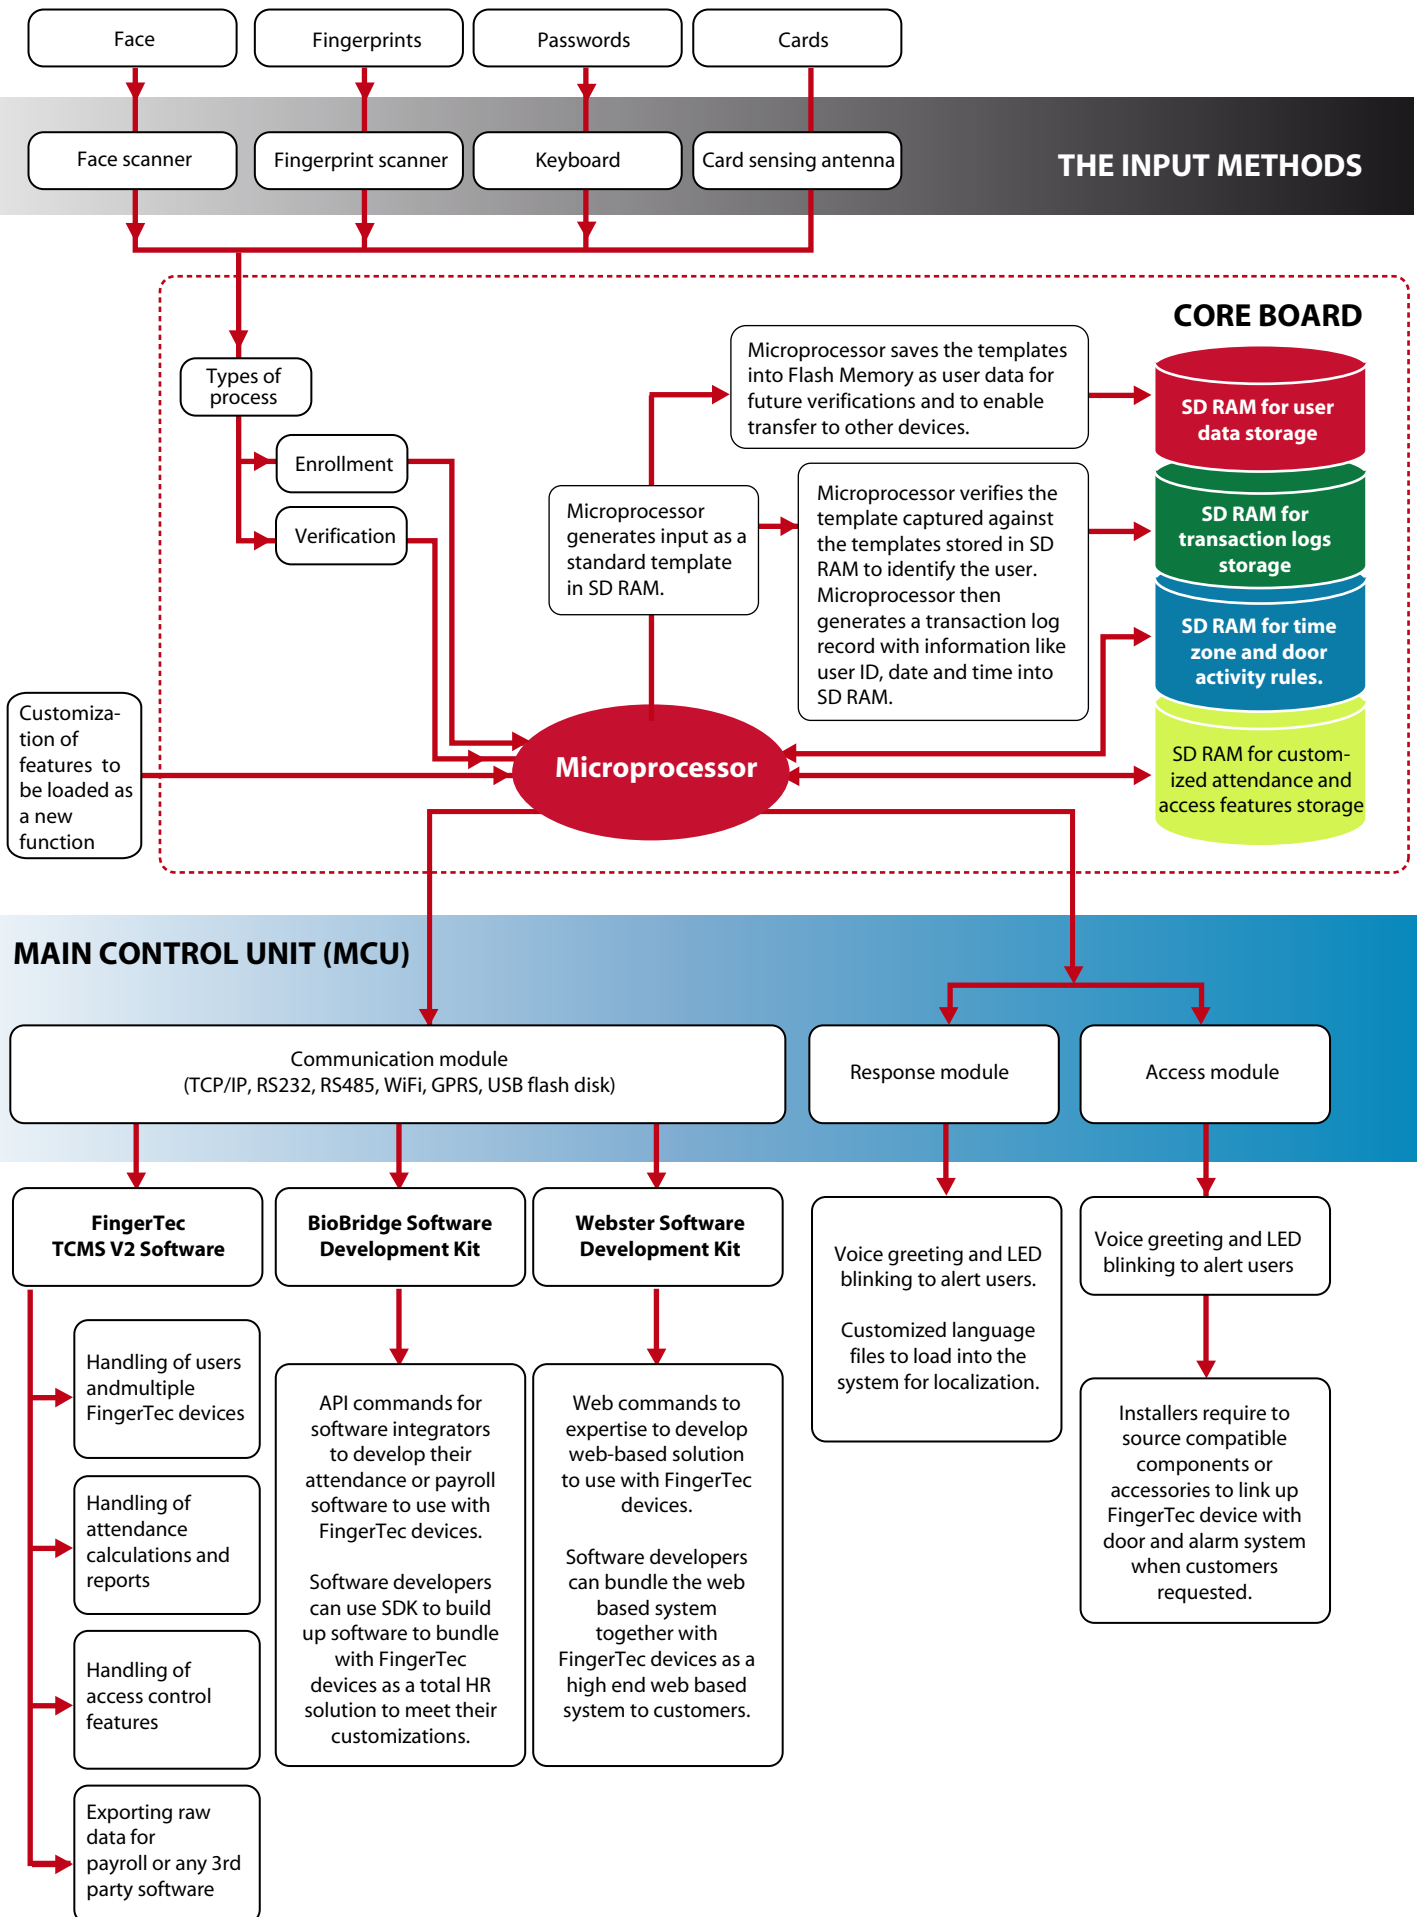 Face
Fingerprints
Passwords
Cards
Face scanner
Fingerprint scanner
Keyboard
Card sensing antenna
THE INPUT METHODS
CORE BOARD
Types of
process
Enrollment
Verification
Microprocessor saves the templates
into Flash Memory as user data for
future verifications and to enable
transfer to other devices.
Microprocessor
generates input as a
standard template
in SD RAM.
Microprocessor verifies the
template captured against
the templates stored in SD
RAM to identify the user.
Microprocessor then
generates a transaction log
record with information like
user ID, date and time into
SD RAM.
SD RAM for user
data storage
SD RAM for
transaction logs
storage
SD RAM for time
zone and door
activity rules.
SD RAM for custom-
ized attendance and
access features storage
Customiza-
tion of
features to
be loaded as
a new
function
Microprocessor
MAIN CONTROL UNIT (MCU)
Communication module
(TCP/IP, RS232, RS485, WiFi, GPRS, USB flash disk)
Response module
Access module
FingerTec
TCMS V2 Software
BioBridge Software
Development Kit
Webster Software
Development Kit
Voice greeting and LED
blinking to alert users.
Customized language
files to load into the
system for localization.
Voice greeting and LED
blinking to alert users
Handling of users
andmultiple
FingerTec devices
Handling of
attendance
calculations and
reports
Handling of
access control
features
Exporting raw
data for
payroll or any 3rd
party software
API commands for
software integrators
to develop their
attendance or payroll
software to use with
FingerTec devices.
Software developers
can use SDK to build
up software to bundle
with FingerTec
devices as a total HR
solution to meet their
customizations.
Web commands to
expertise to develop
web-based solution
to use with FingerTec
devices.
Software developers
can bundle the web
based system
together with
FingerTec devices as a
high end web based
system to customers.
Installers require to
source compatible
components or
accessories to link up
FingerTec device with
door and alarm system
when customers
requested.